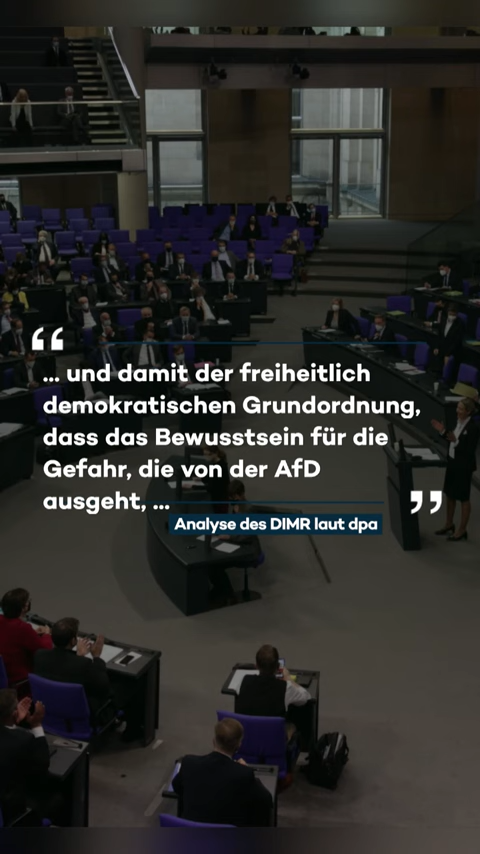 “
... und damit der freiheitlich
demokratischen Grundordnung,
dass das Bewusstsein für die
Gefahr, die von der AfD
ausgeht, ...
”
Analyse des DIMR laut dpa